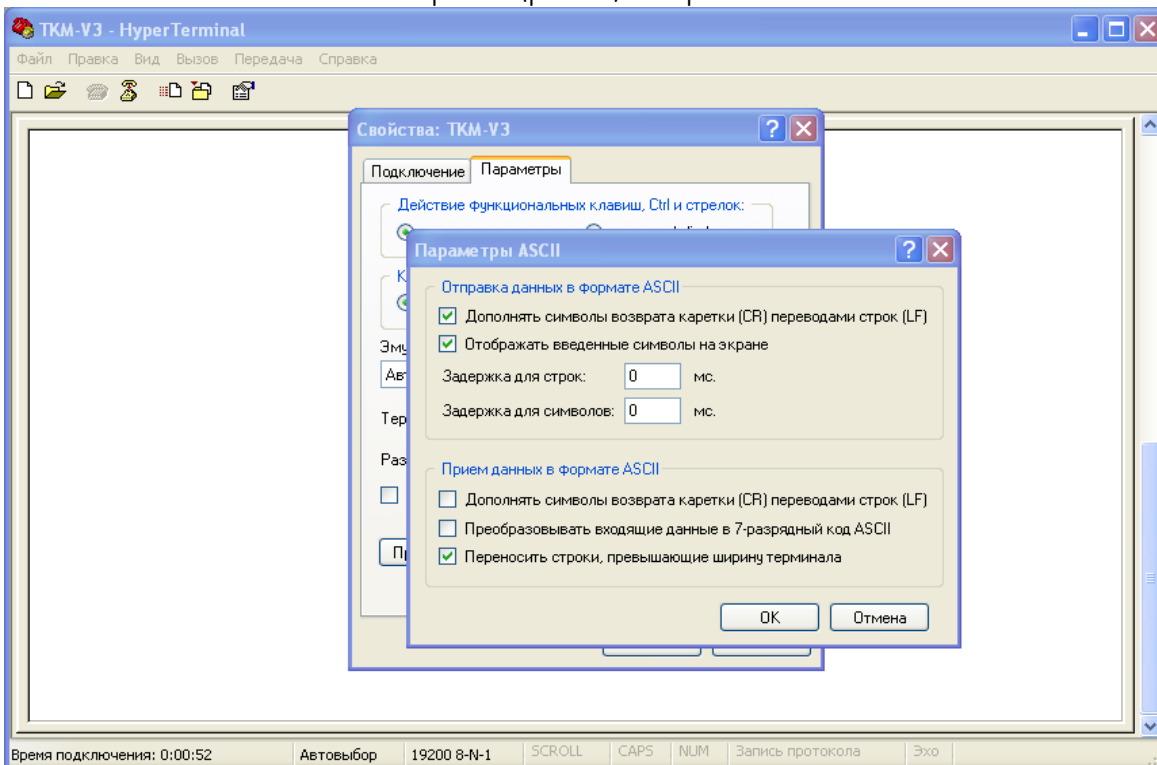 TKM-V3 - HyperTerminal
Файл Правка Вид Вызов Передача Справка
Свойства: TKM-V3
Подключение Параметры
Действие функциональных клавиш, Ctrl и стрелок:
Параметры ASCII
Отправка данных в формате ASCII
Дополнять символы возврата каретки (CR) переводами строк (LF)
Отображать введенные символы на экране
Задержка для строк: 0 мс.
Задержка для символов: 0 мс.
Прием данных в формате ASCII
Дополнять символы возврата каретки (CR) переводами строк (LF)
Преобразовывать входящие данные в 7-разрядный код ASCII
Переносить строки, превышающие ширину терминала
OK Отмена
Время подключения: 0:00:52 Автовыбор 19200 8-N-1 SCROLL CAPS NUM Запись протокола Эхо